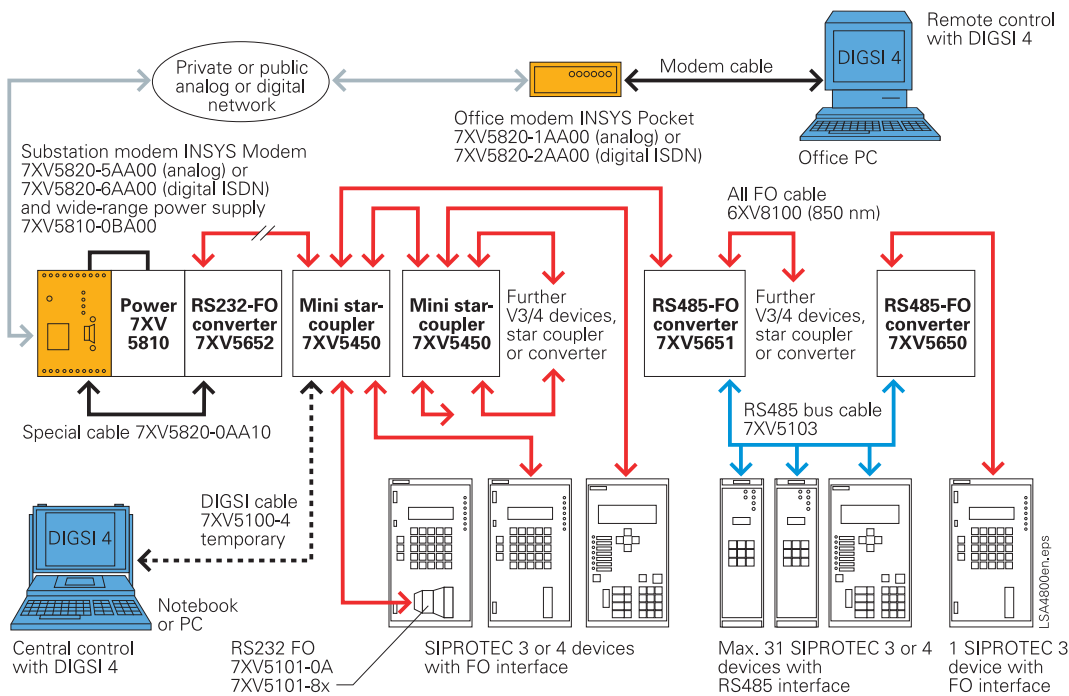 Remote control
with DIGSI 4
Private or public
analog or digital
network
Modem cable
DIGSI 4
Office modem INSYS Pocket
7XV5820-1AA00 (analog) or
7XV5820-2AA00 (digital ISDN)
Office PC
Substation modem INSYS Modem
7XV5820-5AA00 (analog) or
7XV5820-6AA00 (digital ISDN)
and wide-range power supply
7XV5810-0BA00
All FO cable
6XV8100 (850 nm)
Power
7XV
5810
RS232-FO
converter
7XV5652
Mini star-
coupler
7XV5450
Mini star-
coupler
7XV5450
Further
V3/4 devices,
star coupler
or converter
RS485-FO
converter
7XV5651
Further
V3/4 devices,
star coupler
or converter
RS485-FO
converter
7XV5650
Special cable 7XV5820-0AA10
RS485 bus cable
7XV5103
DIGSI cable
7XV5100-4
temporary
DIGSI 4
Notebook
or PC
Central control
with DIGSI 4
RS232 FO
7XV5101-0A
7XV5101-8x
SIPROTEC 3 or 4 devices
with FO interface
Max. 31 SIPROTEC 3 or 4
devices with
RS485 interface
1 SIPROTEC 3
device with
FO interface
LSA4800en.eps